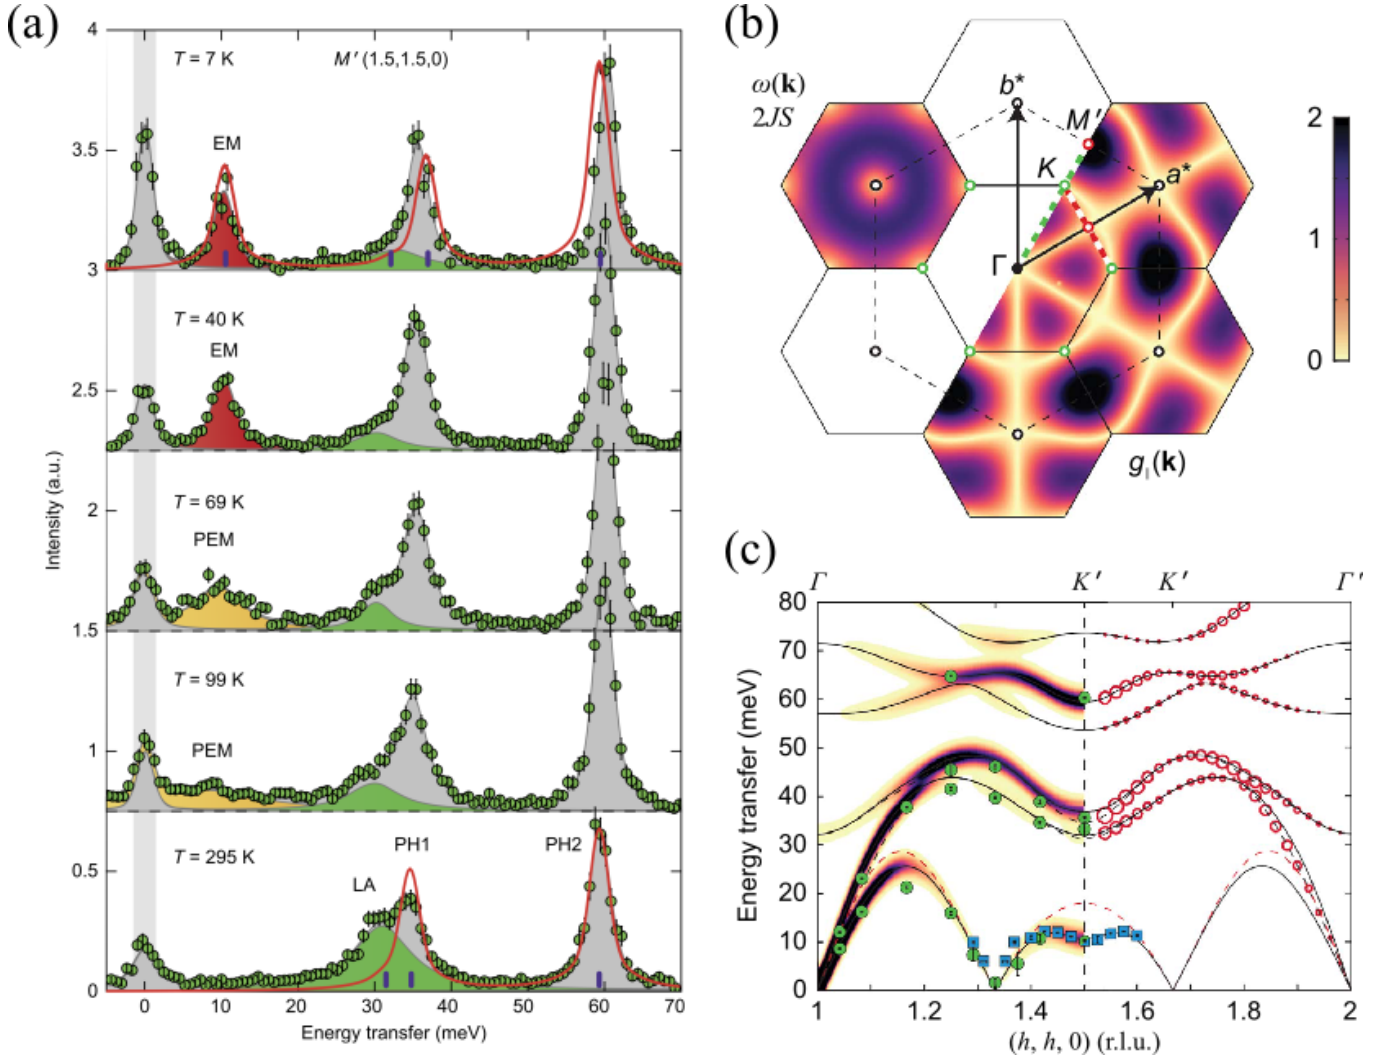 (a)
4
T = 7 K
M′ (1.5,1.5,0)
3.5
EM
3
T = 40 K
EM
2.5
T = 69 K
2
PEM
1.5
T = 99 K
PEM
1
T = 295 K
PH1
PH2
LA
0.5
0
Intensity (a.u.)
0 10 20 30 40 50 60 70
Energy transfer (meV)
(b)
ω(k)
2JS
b*
M′
K
a*
Γ
2
1
0
g∥(k)
(c)
Γ K′ K′ Γ′
80
70
60
50
40
30
20
10
0
Energy transfer (meV)
1 1.2 1.4 1.6 1.8 2
(h, h, 0) (r.l.u.)